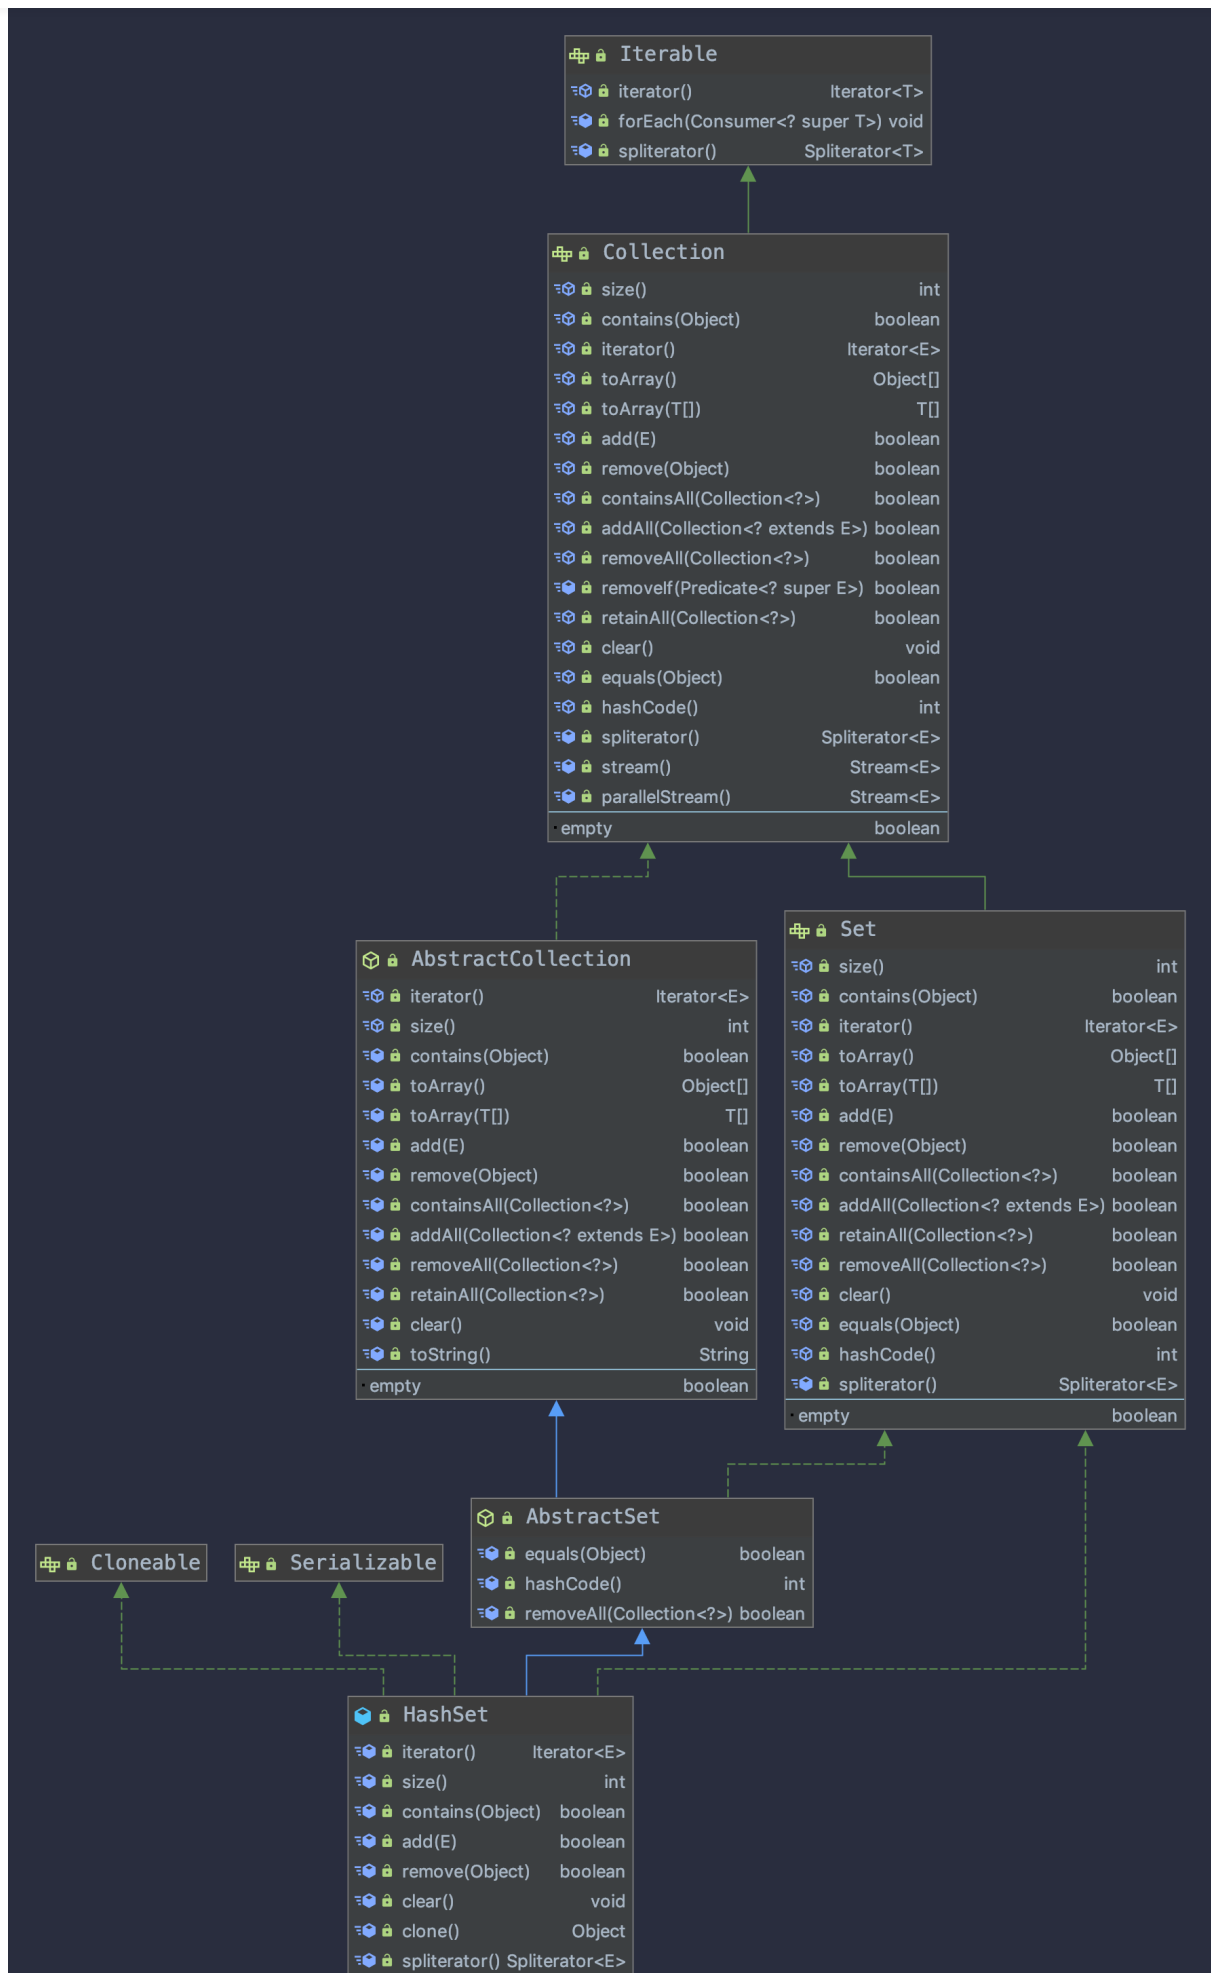 Iterable
iterator() Iterator<T>
forEach(Consumer<? super T>) void
spliterator() Spliterator<T>
Collection
size() int
contains(Object) boolean
iterator() Iterator<E>
toArray() Object[]
toArray(T[]) T[]
add(E) boolean
remove(Object) boolean
containsAll(Collection<?>) boolean
addAll(Collection<? extends E>) boolean
removeAll(Collection<?>) boolean
removeIf(Predicate<? super E>) boolean
retainAll(Collection<?>) boolean
clear() void
equals(Object) boolean
hashCode() int
spliterator() Spliterator<E>
stream() Stream<E>
parallelStream() Stream<E>
empty boolean
AbstractCollection
iterator() Iterator<E>
size() int
contains(Object) boolean
toArray() Object[]
toArray(T[]) T[]
add(E) boolean
remove(Object) boolean
containsAll(Collection<?>) boolean
addAll(Collection<? extends E>) boolean
removeAll(Collection<?>) boolean
retainAll(Collection<?>) boolean
clear() void
toString() String
empty boolean
Set
size() int
contains(Object) boolean
iterator() Iterator<E>
toArray() Object[]
toArray(T[]) T[]
add(E) boolean
remove(Object) boolean
containsAll(Collection<?>) boolean
addAll(Collection<? extends E>) boolean
retainAll(Collection<?>) boolean
removeAll(Collection<?>) boolean
clear() void
equals(Object) boolean
hashCode() int
spliterator() Spliterator<E>
empty boolean
Cloneable
Serializable
AbstractSet
equals(Object) boolean
hashCode() int
removeAll(Collection<?>) boolean
HashSet
iterator() Iterator<E>
size() int
contains(Object) boolean
add(E) boolean
remove(Object) boolean
clear() void
clone() Object
spliterator() Spliterator<E>